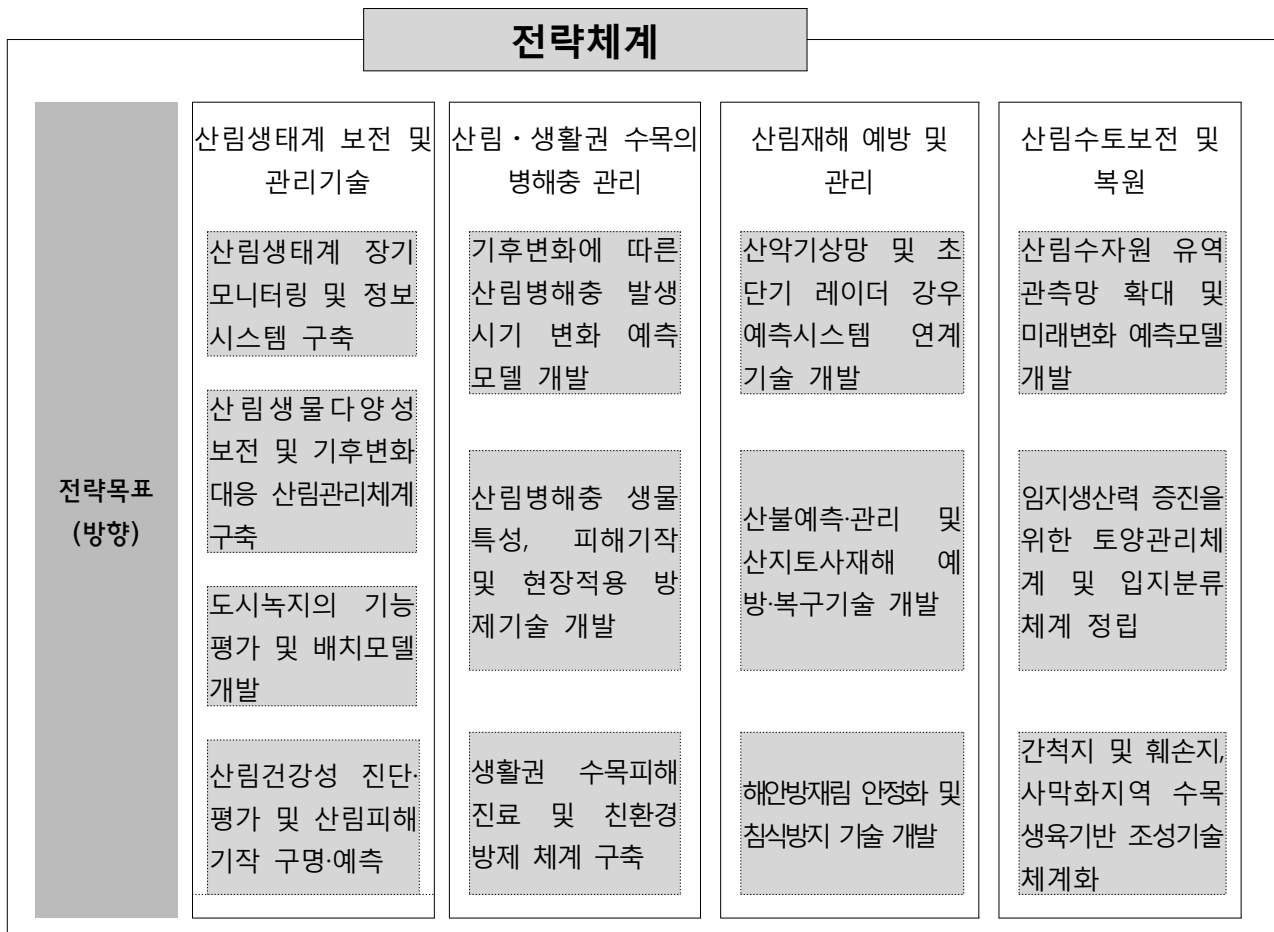 전략체계
전략목표
(방향)
산림생태계 보전 및
관리기술
산림생태계 장기
모니터링 및 정보
시스템 구축
산림생물다양성
보전 및 기후변화
대응 산림관리체계
구축
도시녹지의 기능
평가 및 배치모델
개발
산림건강성 진단·
평가 및 산림피해
기작 구명·예측
산림·생활권 수목의
병해충 관리
기후변화에 따른
산림병해충 발생
시기 변화 예측
모델 개발
산림병해충 생물
특성, 피해기작
및 현장적용 방
제기술 개발
생활권 수목피해
진료 및 친환경
방제 체계 구축
산림재해 예방 및
관리
산악기상망 및 초
단기 레이더 강우
예측시스템 연계
기술 개발
산불예측·관리 및
산지토사재해 예
방·복구기술 개발
해안방재림 안정화 및
침식방지 기술 개발
산림수토보전 및
복원
산림수자원 유역
관측망 확대 및
미래변화 예측모델
개발
임지생산력 증진을
위한 토양관리체
계 및 입지분류
체계 정립
간척지 및 훼손지,
사막화지역 수목
생육기반 조성기술
체계화